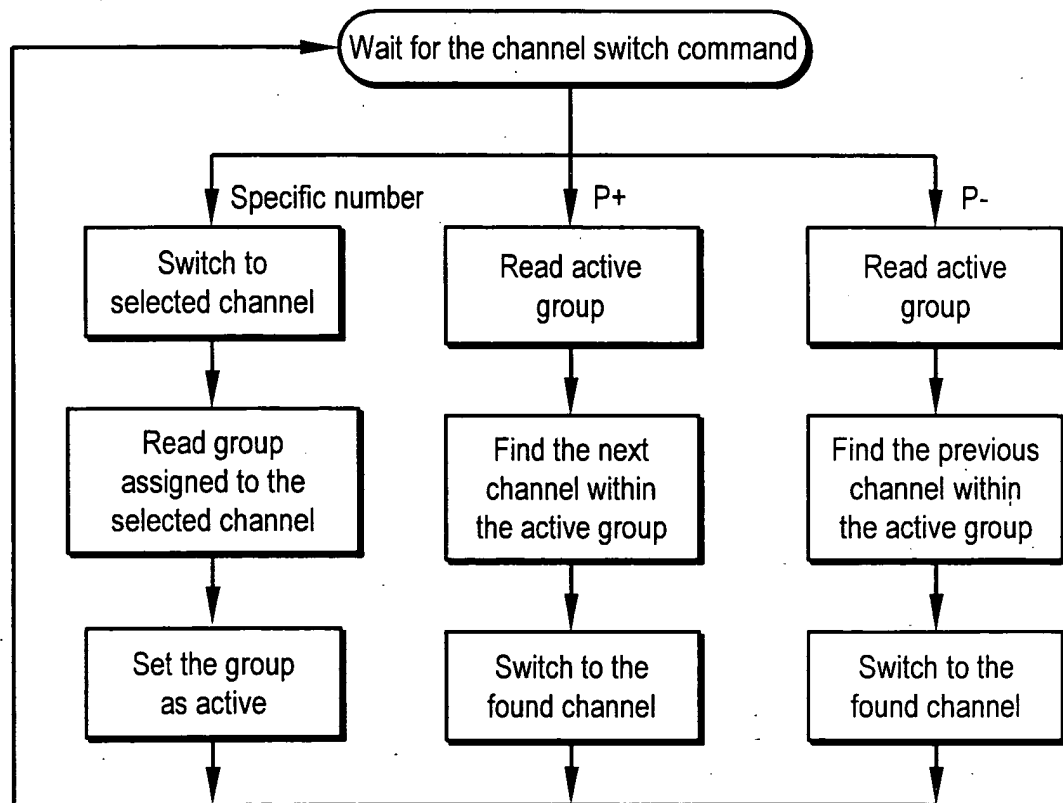 Wait for the channel switch command
Specific number
P+
P-
Switch to
selected channel
Read active
group
Read active
group
Read group
assigned to the
selected channel
Find the next
channel within
the active group
Find the previous
channel within
the active group
Set the group
as active
Switch to the
found channel
Switch to the
found channel